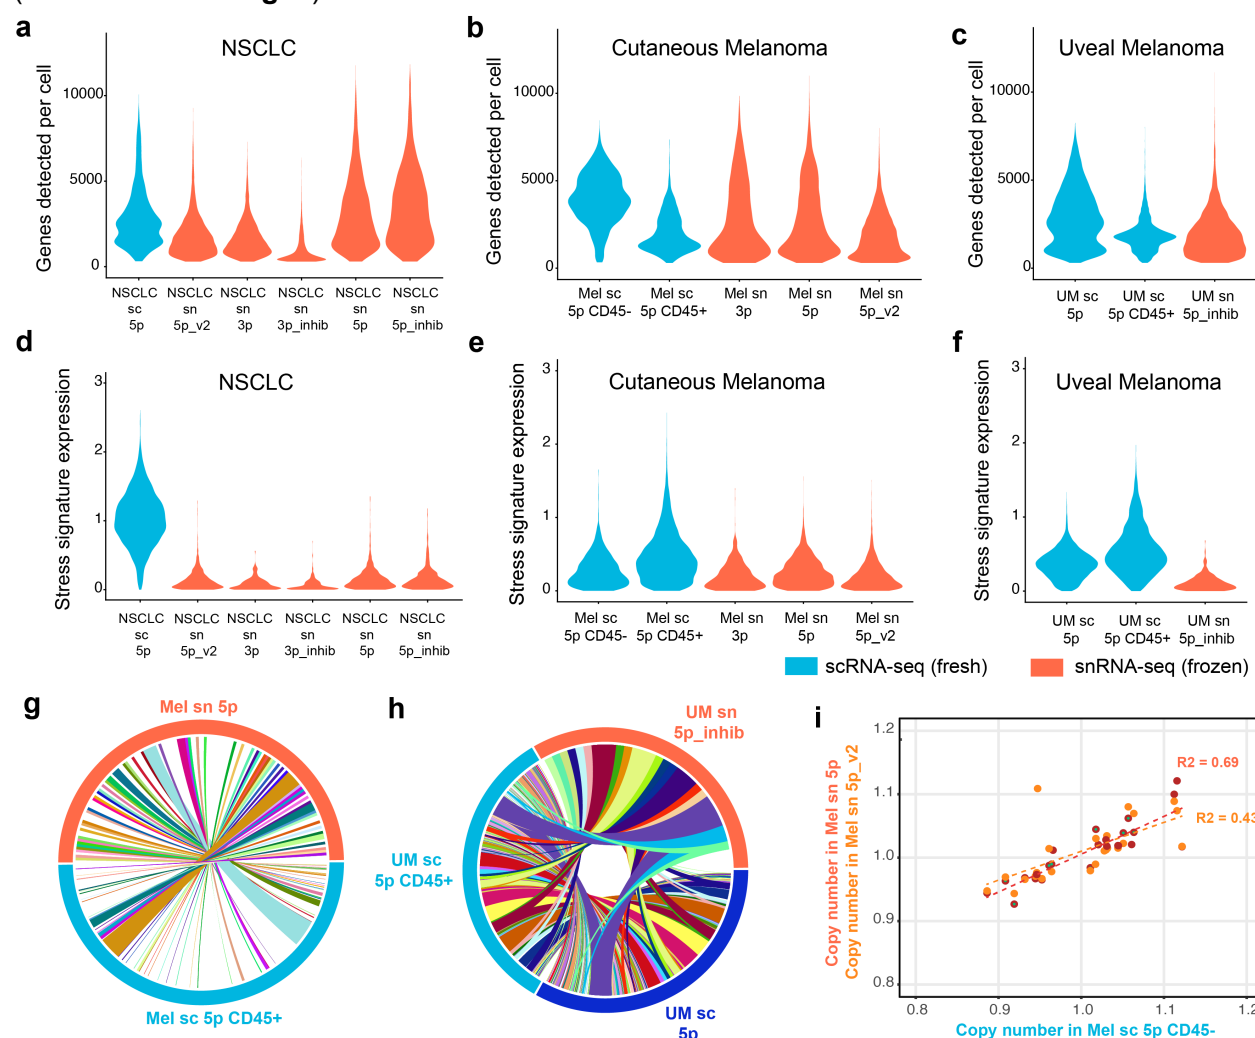 a
NSCLC
Genes detected per cell
10000
5000
0
NSCLC sc 5p
NSCLC sn 5p_v2
NSCLC sn 3p
NSCLC sn 3p_inhib
NSCLC sn 5p
NSCLC sn 5p_inhib
b
Cutaneous Melanoma
Genes detected per cell
10000
5000
0
Mel sc 5p CD45-
Mel sc 5p CD45+
Mel sn 3p
Mel sn 5p
Mel sn 5p_v2
c
Uveal Melanoma
Genes detected per cell
10000
5000
0
UM sc 5p
UM sc 5p CD45+
UM sn 5p_inhib
d
NSCLC
Stress signature expression
3
2
1
0
NSCLC sc 5p
NSCLC sn 5p_v2
NSCLC sn 3p
NSCLC sn 3p_inhib
NSCLC sn 5p
NSCLC sn 5p_inhib
e
Cutaneous Melanoma
Stress signature expression
3
2
1
0
Mel sc 5p CD45-
Mel sc 5p CD45+
Mel sn 3p
Mel sn 5p
Mel sn 5p_v2
f
Uveal Melanoma
Stress signature expression
3
2
1
0
UM sc 5p
UM sc 5p CD45+
UM sn 5p_inhib
scRNA-seq (fresh)
snRNA-seq (frozen)
g
Mel sn 5p
Mel sc 5p CD45+
h
UM sn
5p_inhib
UM sc
5p CD45+
UM sc
5p
i
Copy number in Mel sn 5p
Copy number in Mel sn 5p_v2
1.2
1.1
1.0
0.9
0.8
R2 = 0.69
R2 = 0.43
0.8
0.9
1.0
1.1
1.2
Copy number in Mel sc 5p CD45-